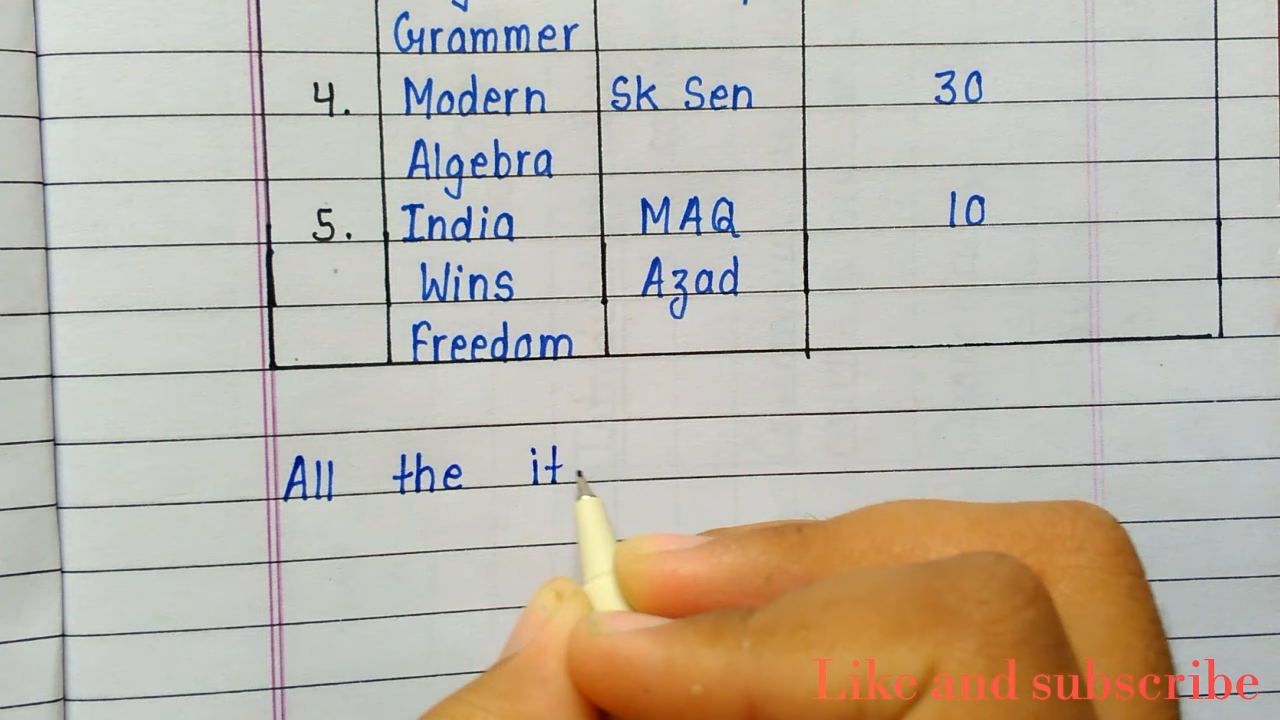 Grammer
4. Modern Sk Sen 30
Algebra
5. India MAQ 10
Wins Azad
Freedom
All the it
Like and subscribe